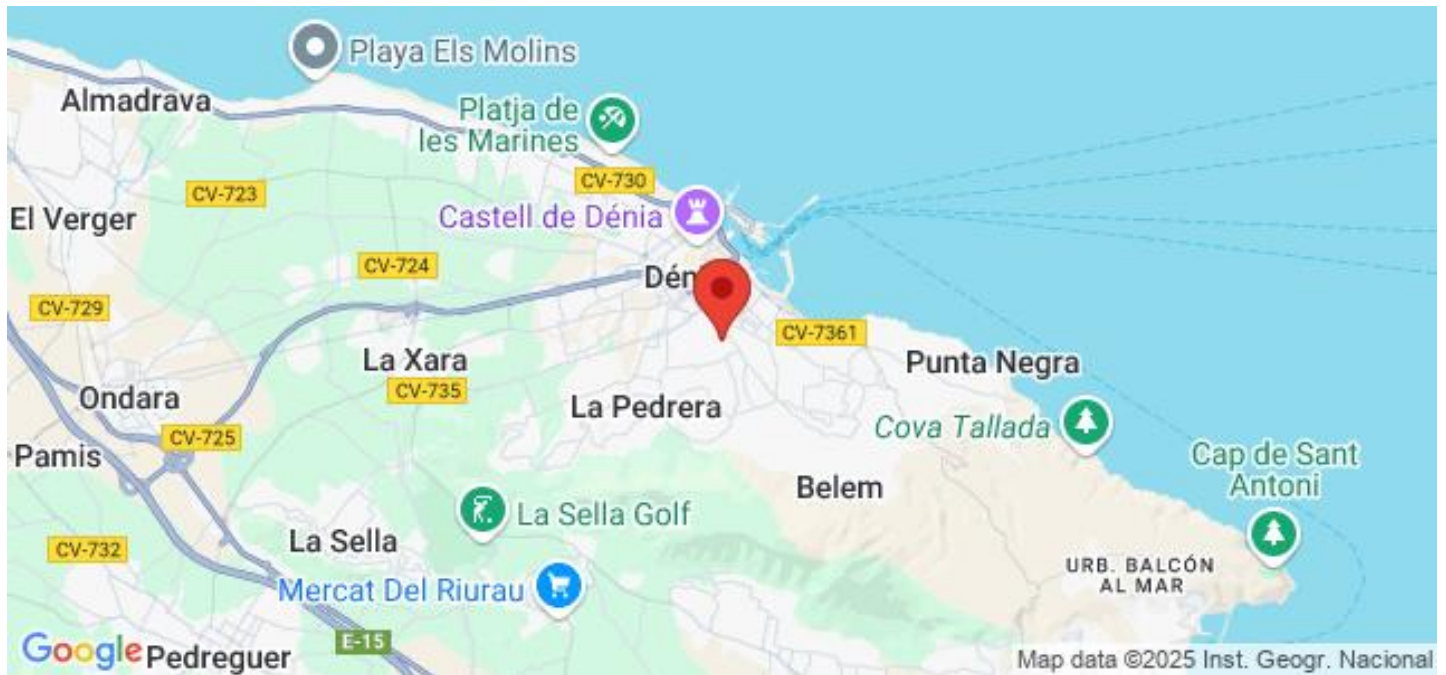 Playa Els Molins
Almadrava
Platja de
les Marines
CV-730
CV-723
El Verger
Castell de Dénia
CV-724
Dén
CV-729
CV-7361
La Xara
Punta Negra
CV-735
Ondara
La Pedrera
Cova Tallada
CV-725
Pamis
Cap de Sant
Antoni
Belem
La Sella Golf
La Sella
CV-732
URB. BALCÓN
AL MAR
Mercat Del Riurau
E-15
Google
Pedreguer
Map data ©2025 Inst. Geogr. Nacional